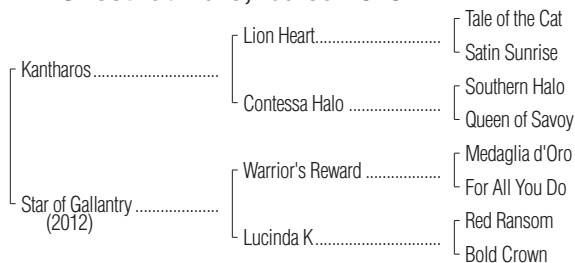 Tale of the Cat
Lion Heart
Satin Sunrise
Kantharos
Southern Halo
Contessa Halo
Queen of Savoy
Medaglia d'Oro
Warrior's Reward
For All You Do
Star of Gallantry
(2012)
Red Ransom
Lucinda K.
Bold Crown